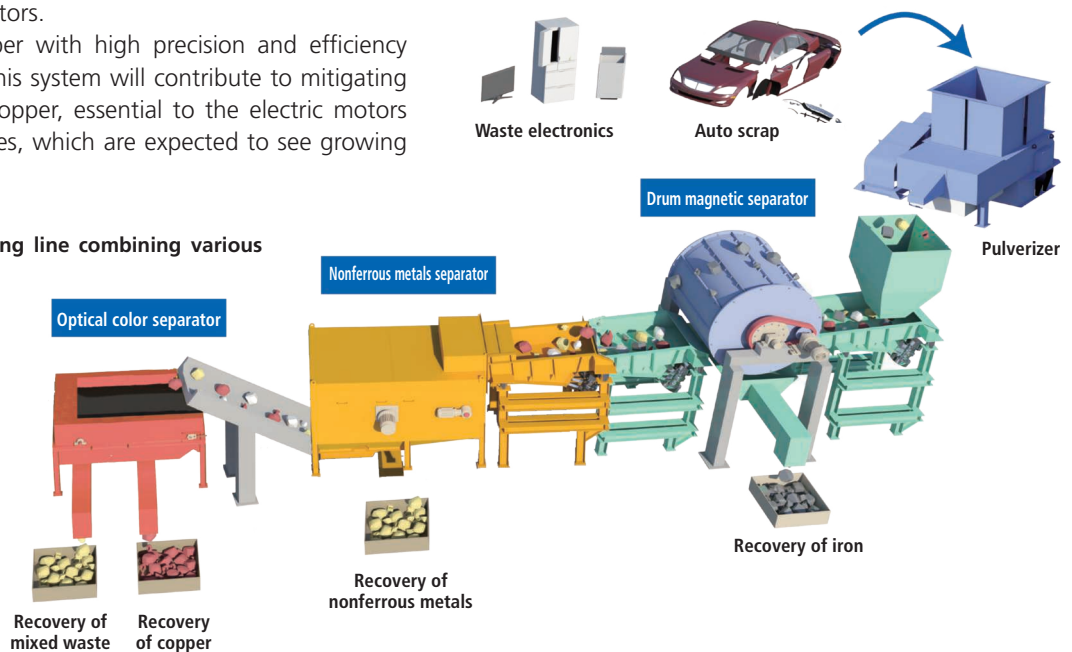 tors.
per with high precision and efficiency
his system will contribute to mitigating
opper, essential to the electric motors
es, which are expected to see growing
ng line combining various
Waste electronics
Auto scrap
Pulverizer
Drum magnetic separator
Nonferrous metals separator
Optical color separator
Recovery of iron
Recovery of
nonferrous metals
Recovery of
mixed waste
Recovery
of copper